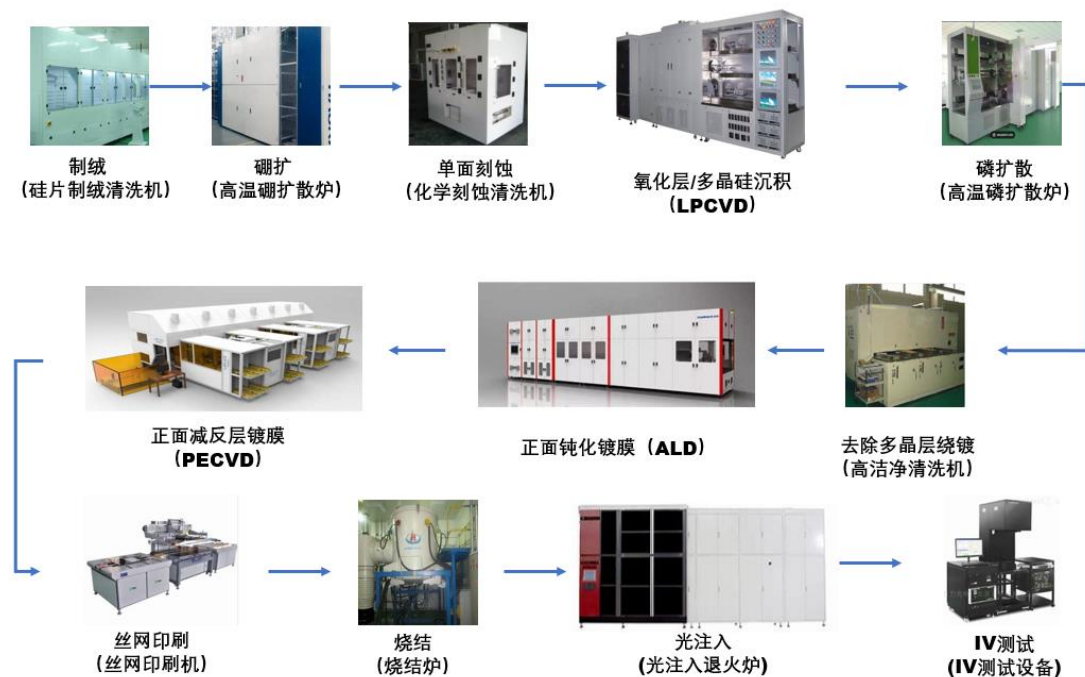 制绒
(硅片制绒清洗机)
硼扩
(高温硼扩散炉)
单面刻蚀
(化学刻蚀清洗机)
氧化层/多晶硅沉积
(LPCVD)
磷扩散
(高温磷扩散炉)
去除多晶层绕镀
(高洁净清洗机)
正面钝化镀膜（ALD）
正面减反层镀膜
(PECVD)
丝网印刷
(丝网印刷机)
烧结
(烧结炉)
光注入
(光注入退火炉)
IV测试
(IV测试设备)